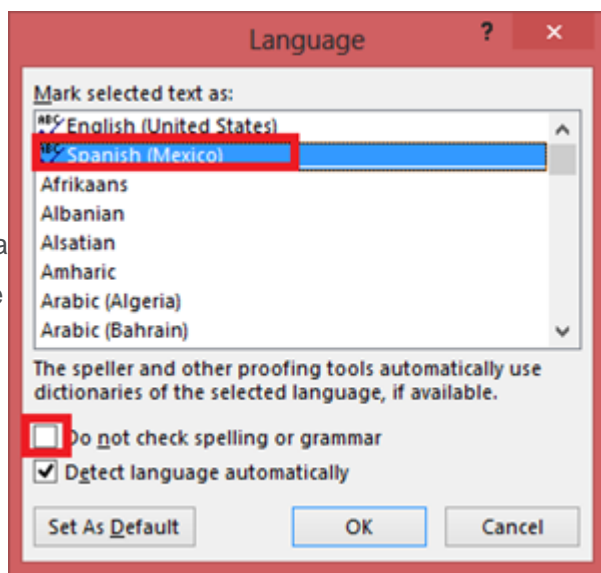 Language ? ×
Mark selected text as:
ABC English (United States)
ABC Spanish (Mexico)
Afrikaans
Albanian
a
Alsatian
Amharic
e
Arabic (Algeria)
Arabic (Bahrain)
The speller and other proofing tools automatically use
dictionaries of the selected language, if available.
Do not check spelling or grammar
Detect language automatically
Set As Default OK Cancel